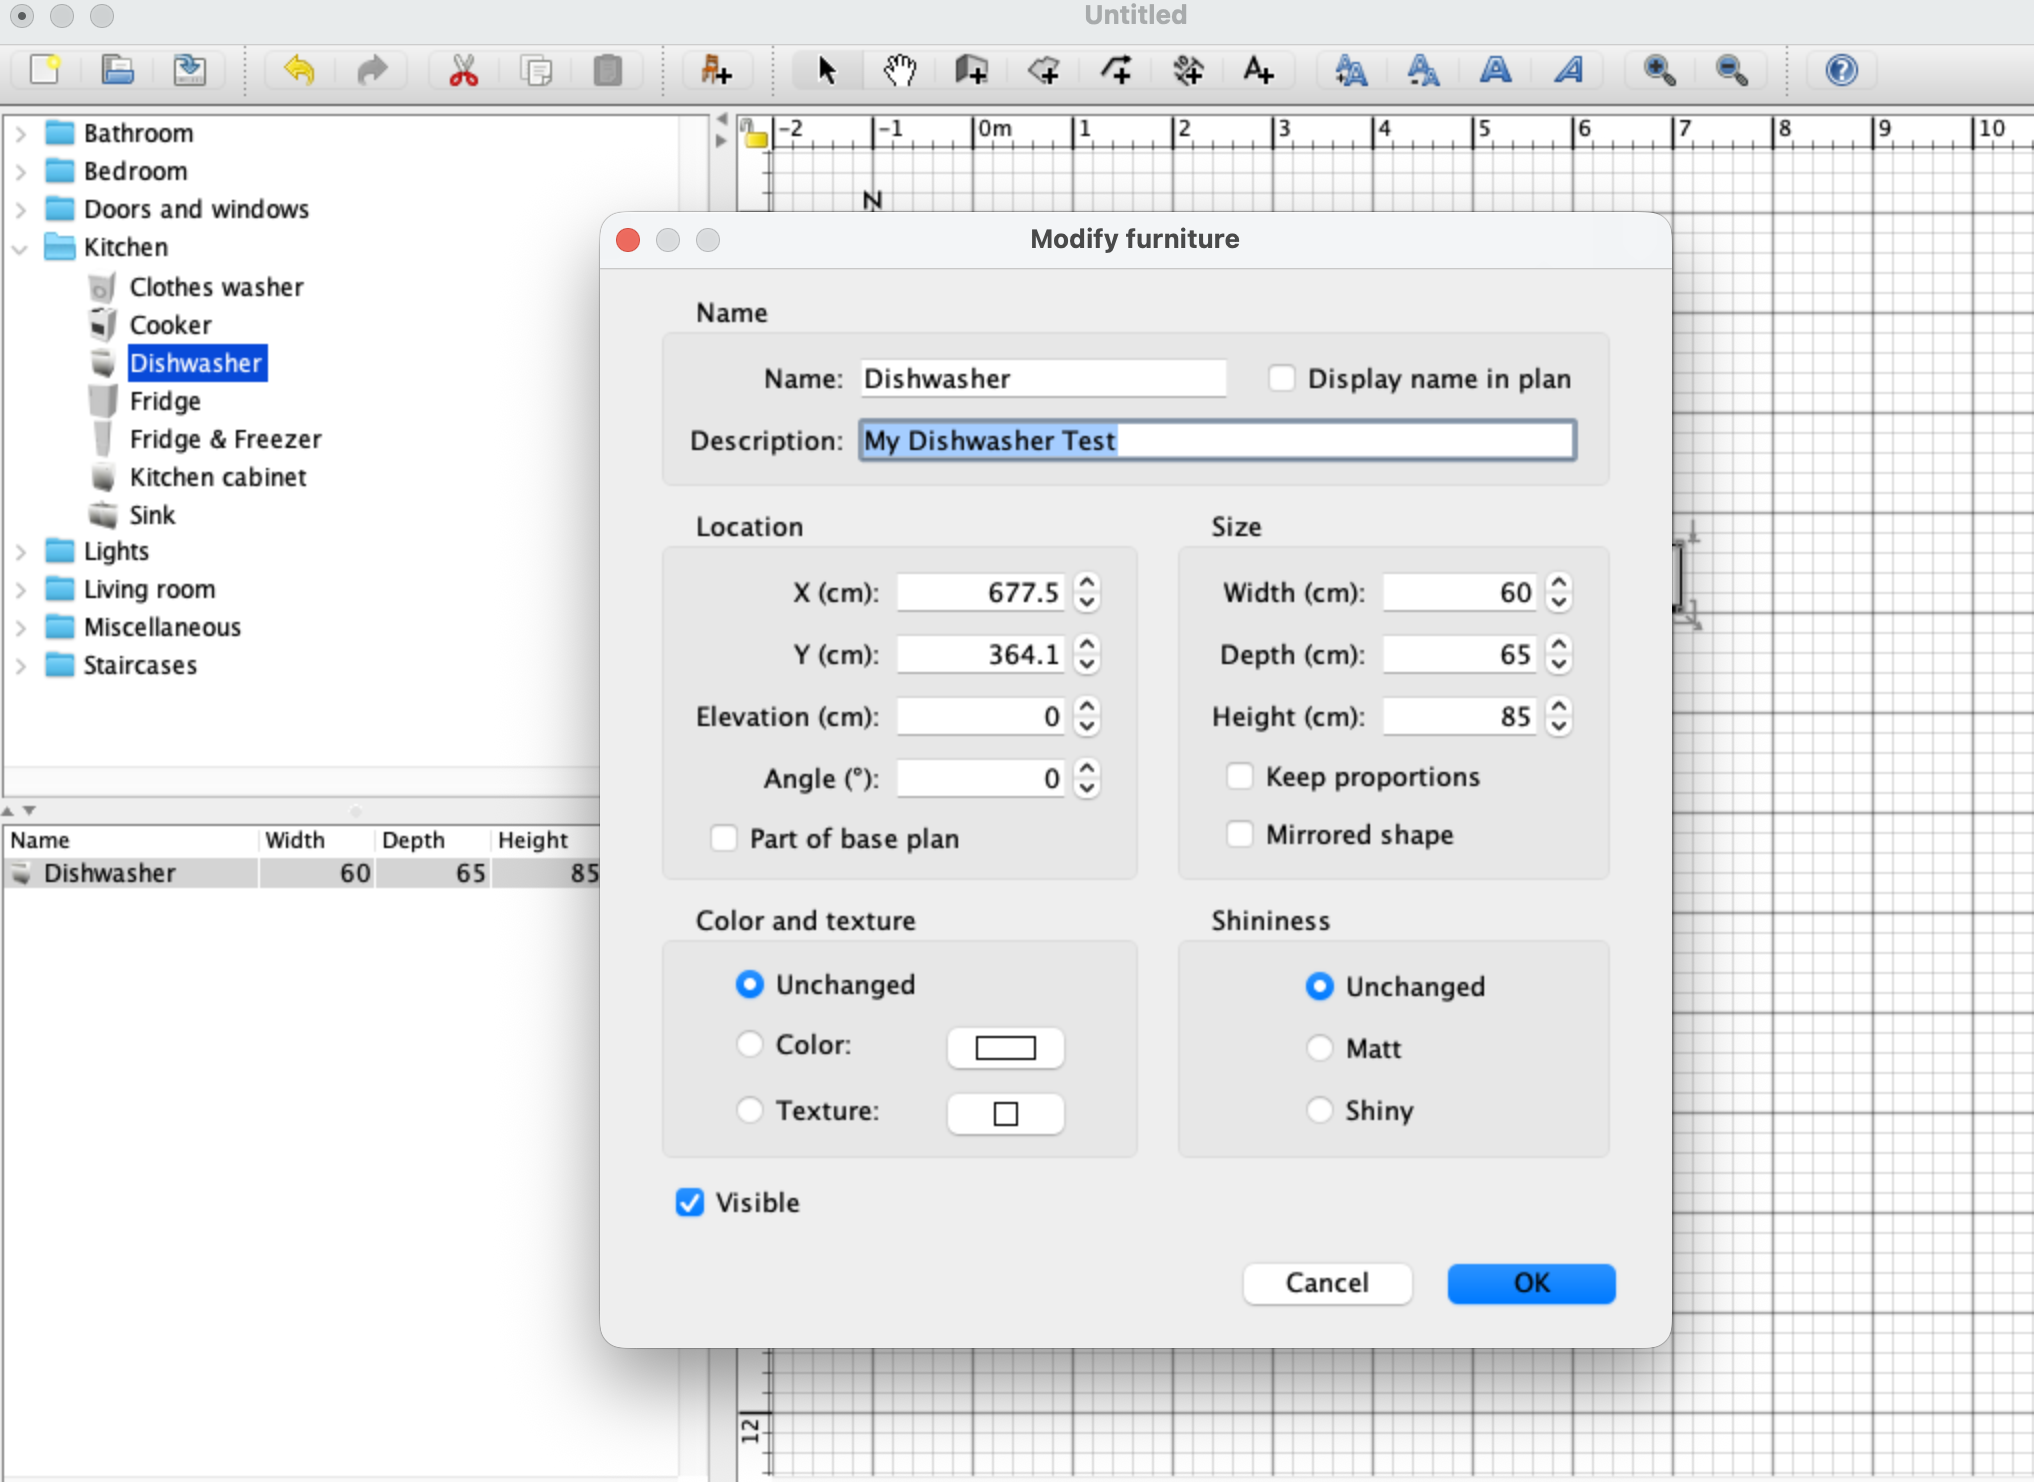 Untitled
Bathroom
Bedroom
Doors and windows
Kitchen
Clothes washer
Cooker
Dishwasher
Fridge
Fridge & Freezer
Kitchen cabinet
Sink
Lights
Living room
Miscellaneous
Staircases
Name Width Depth Height
Dishwasher 60 65 85
-2 -1 0m 1 2 3 4 5 6 7 8 9 10
N
12
Modify furniture
Name
Name: Dishwasher Display name in plan
Description: My Dishwasher Test
Location
X (cm): 677.5
Y (cm): 364.1
Elevation (cm): 0
Angle (°): 0
Part of base plan
Size
Width (cm): 60
Depth (cm): 65
Height (cm): 85
Keep proportions
Mirrored shape
Color and texture
Unchanged
Color:
Texture:
Shininess
Unchanged
Matt
Shiny
Visible
Cancel OK